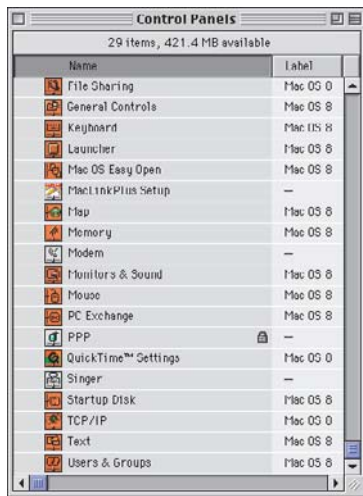 Control Panels
29 items, 421.4 MB available
Name Label
File Sharing Mac OS 8
General Controls Mac OS 8
Keyboard Mac OS 8
Launcher Mac OS 8
Mac OS Easy Open Mac OS 8
MacLinkPlus Setup –
Map Mac OS 8
Memory Mac OS 8
Modem –
Monitors & Sound Mac OS 8
Mouse Mac OS 8
PC Exchange Mac OS 8
PPP –
QuickTime™ Settings Mac OS 8
Singer –
Startup Disk Mac OS 8
TCP/IP Mac OS 8
Text Mac OS 8
Users & Groups Mac OS 8